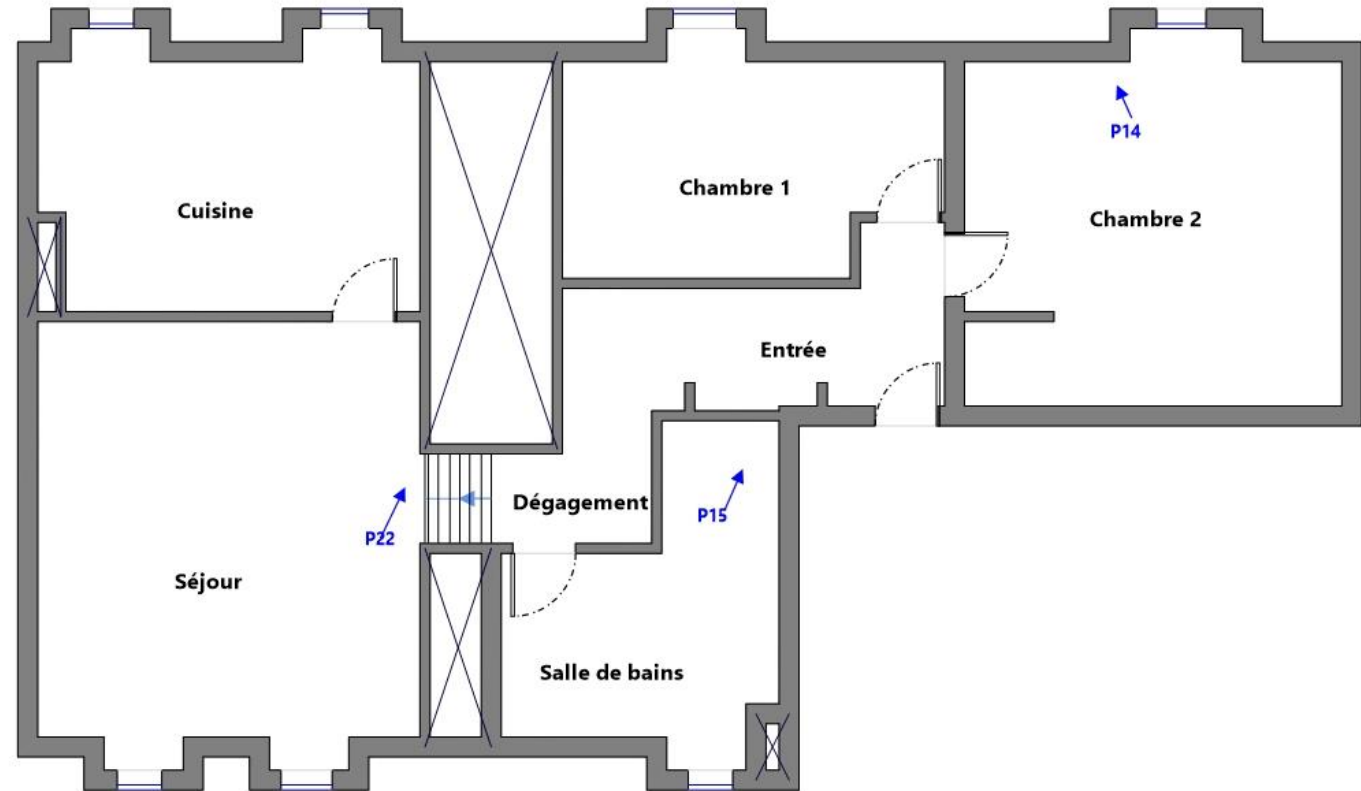 P14
Chambre 1
Cuisine
Chambre 2
Entrée
Dégagement
P15
P22
Séjour
Salle de bains